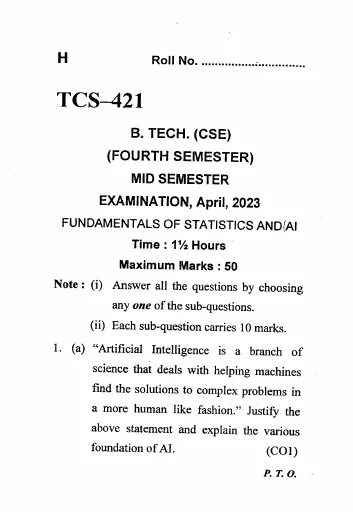 H Roll No. ................................
TCS–421
B. TECH. (CSE)
(FOURTH SEMESTER)
MID SEMESTER
EXAMINATION, April, 2023
FUNDAMENTALS OF STATISTICS AND AI
Time : 1½ Hours
Maximum Marks : 50
Note : (i) Answer all the questions by choosing
any one of the sub-questions.
(ii) Each sub-question carries 10 marks.
1. (a) “Artificial Intelligence is a branch of
science that deals with helping machines
find the solutions to complex problems in
a more human like fashion.” Justify the
above statement and explain the various
foundation of AI. (CO1)
P. T. O.